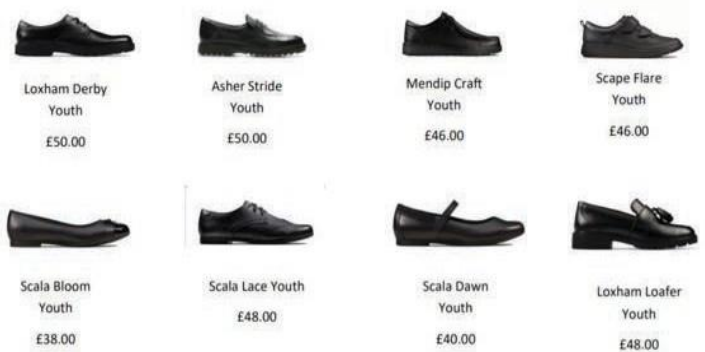 Loxham Derby
Youth
£50.00
Asher Stride
Youth
£50.00
Mendip Craft
Youth
£46.00
Scape Flare
Youth
£46.00
Scala Bloom
Youth
£38.00
Scala Lace Youth
£48.00
Scala Dawn
Youth
£40.00
Loxham Loafer
Youth
£48.00